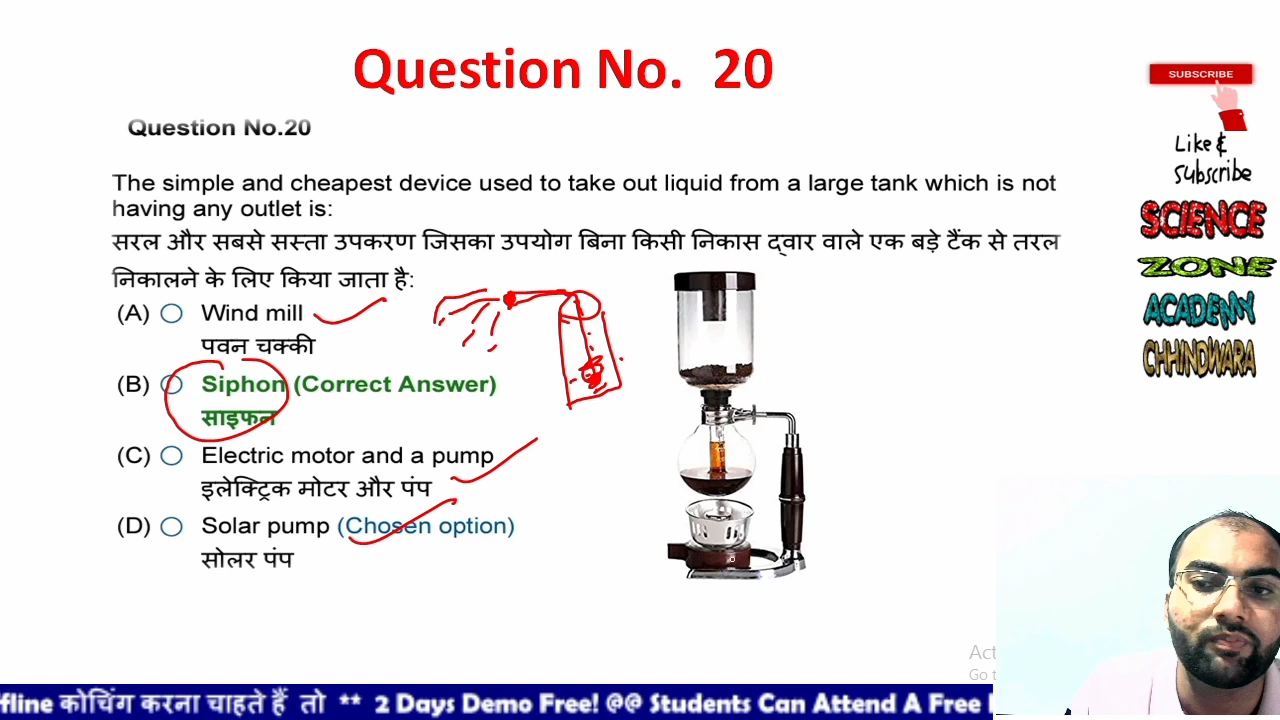 Question No. 20
Question No.20
The simple and cheapest device used to take out liquid from a large tank which is not
having any outlet is:
सरल और सबसे सस्ता उपकरण जिसका उपयोग बिना किसी निकास द्वार वाले एक बड़े टैंक से तरल
निकालने के लिए किया जाता है:
(A) Wind mill
पवन चक्की
(B) Siphon (Correct Answer)
साइफन
(C) Electric motor and a pump
इलेक्ट्रिक मोटर और पंप
(D) Solar pump (Chosen option)
सोलर पंप
SUBSCRIBE
Like &
Subscribe
SCIENCE
ZONE
ACADEMY
CHHINDWARA
Act
Go t
ffline कोचिंग करना चाहते हैं तो ** 2 Days Demo Free! @@ Students Can Attend A Free